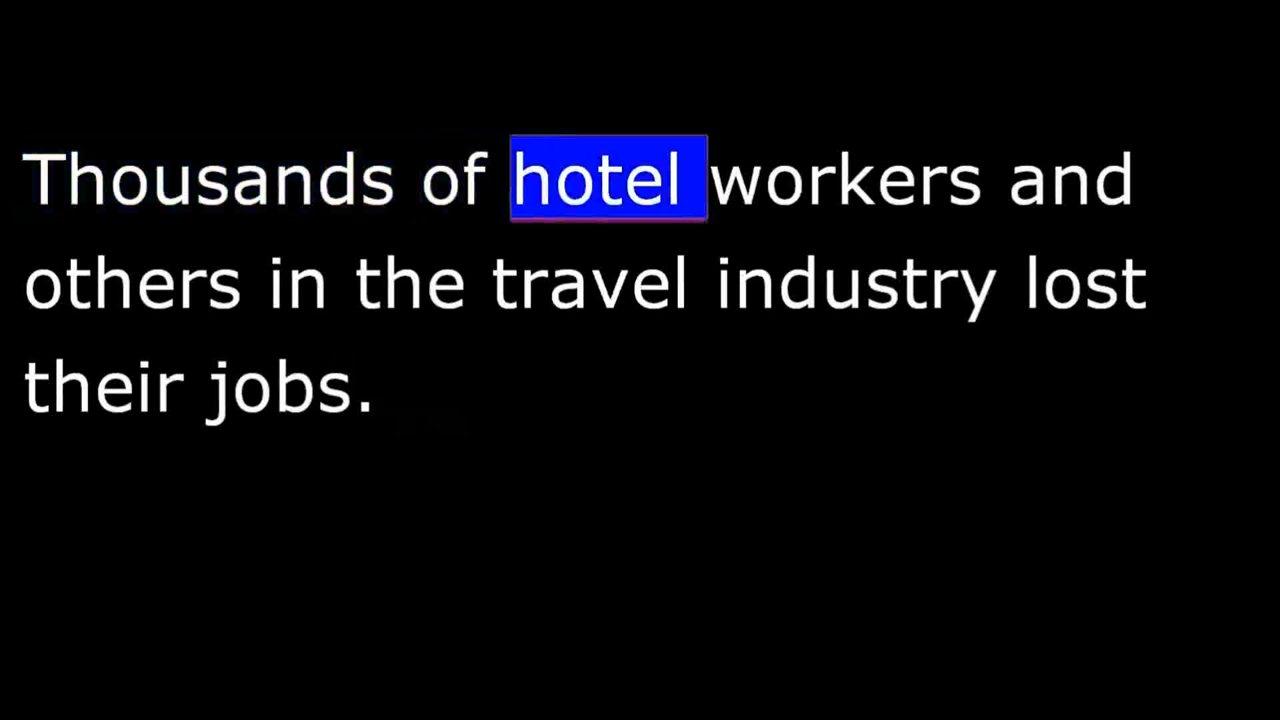 Thousands of hotel workers and
others in the travel industry lost
their jobs.